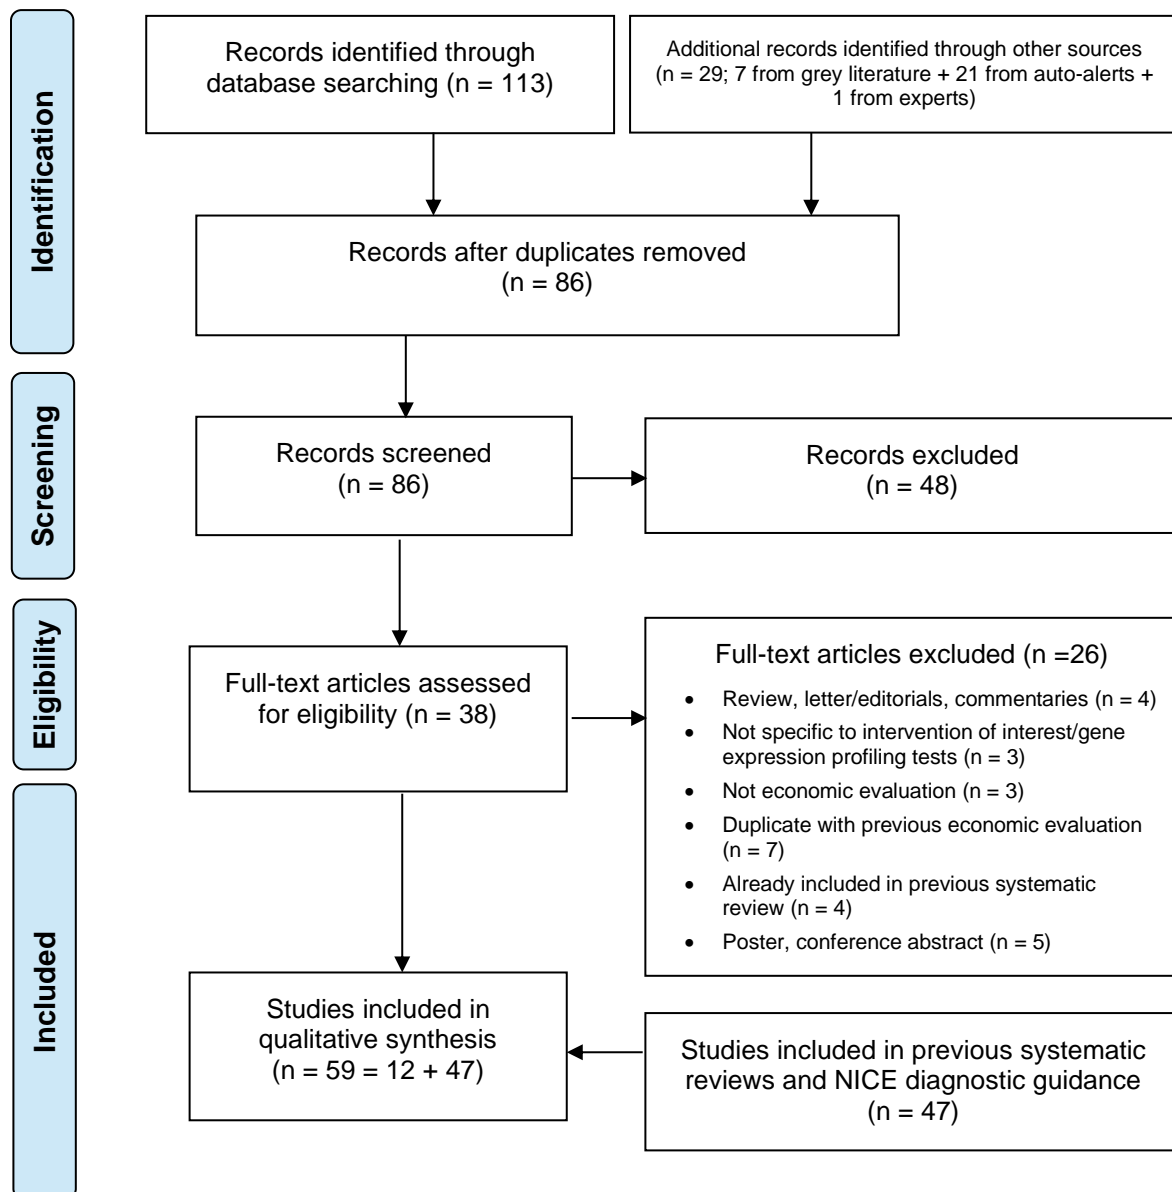 Identification
Records identified through
database searching (n = 113)
Additional records identified through other sources
(n = 29; 7 from grey literature + 21 from auto-alerts +
1 from experts)
Records after duplicates removed
(n = 86)
Screening
Records screened
(n = 86)
Records excluded
(n = 48)
Eligibility
Full-text articles assessed
for eligibility (n = 38)
Full-text articles excluded (n =26)
• Review, letter/editorials, commentaries (n = 4)
• Not specific to intervention of interest/gene
expression profiling tests (n = 3)
• Not economic evaluation (n = 3)
• Duplicate with previous economic evaluation
(n = 7)
• Already included in previous systematic
review (n = 4)
• Poster, conference abstract (n = 5)
Included
Studies included in
qualitative synthesis
(n = 59 = 12 + 47)
Studies included in previous systematic
reviews and NICE diagnostic guidance
(n = 47)